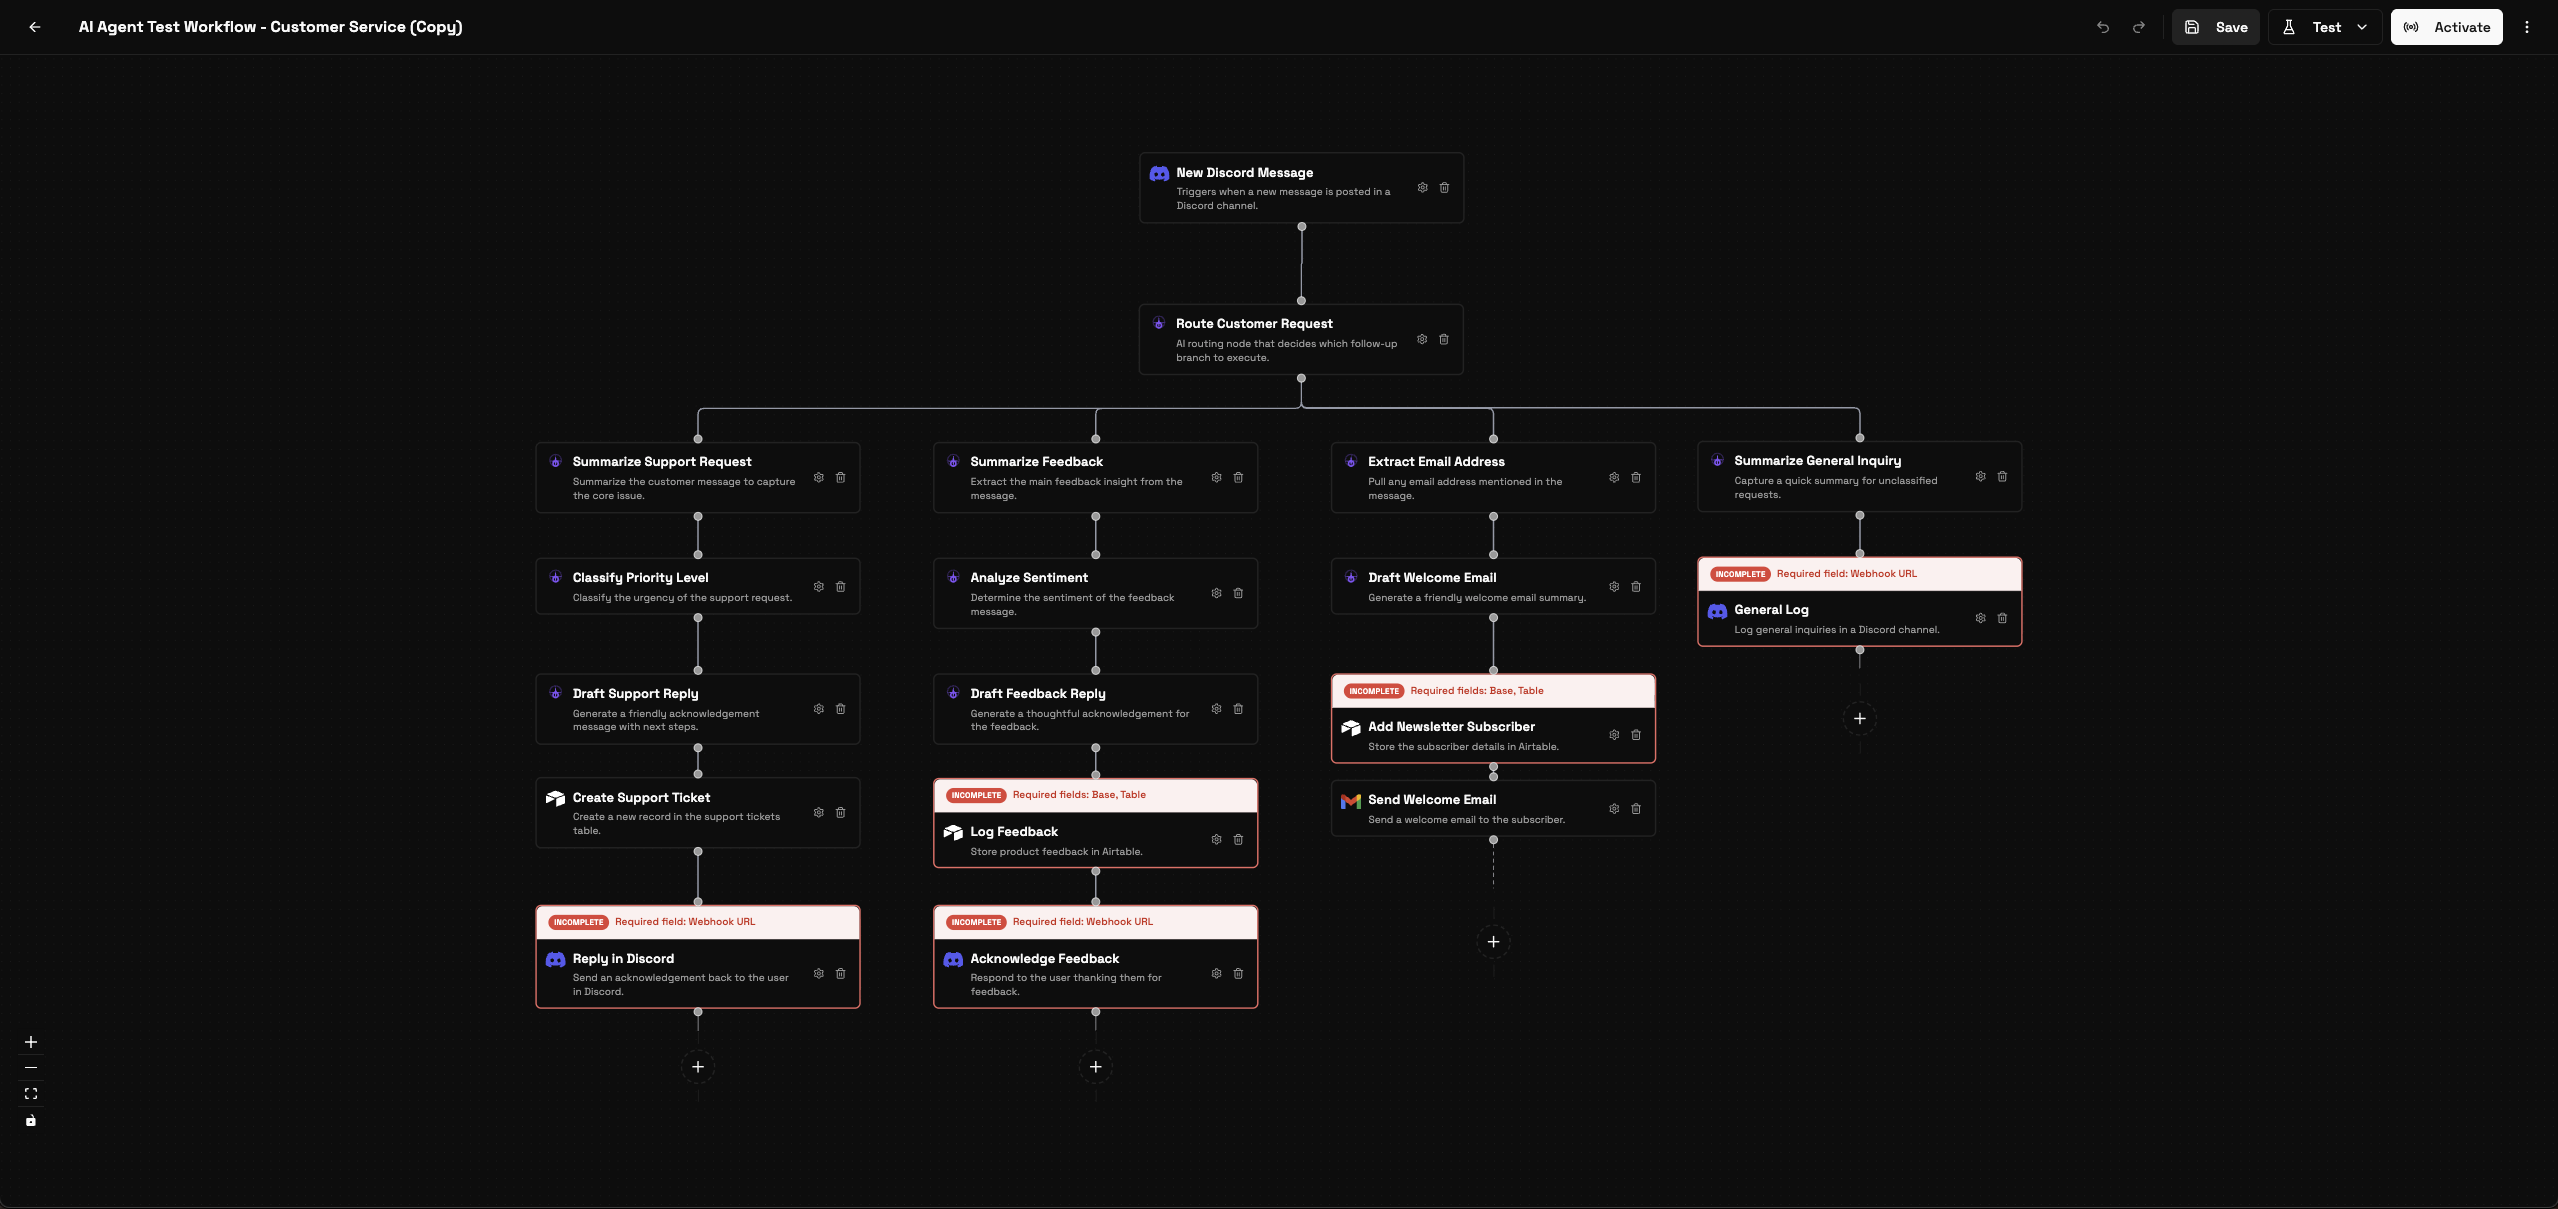 AI Agent Test Workflow - Customer Service (Copy)
Save
Test
Activate
New Discord Message
Triggers when a new message is posted in a
Discord channel.
Route Customer Request
AI routing node that decides which follow-up
branch to execute.
Summarize Support Request
Summarize the customer message to capture
the core issue.
Classify Priority Level
Classify the urgency of the support request.
Draft Support Reply
Generate a friendly acknowledgement
message with next steps.
Create Support Ticket
Create a new record in the support tickets
table.
INCOMPLETE Required field: Webhook URL
Reply in Discord
Send an acknowledgement back to the user
in Discord.
Summarize Feedback
Extract the main feedback insight from the
message.
Analyze Sentiment
Determine the sentiment of the feedback
message.
Draft Feedback Reply
Generate a thoughtful acknowledgement for
the feedback.
INCOMPLETE Required fields: Base, Table
Log Feedback
Store product feedback in Airtable.
INCOMPLETE Required field: Webhook URL
Acknowledge Feedback
Respond to the user thanking them for
feedback.
Extract Email Address
Pull any email address mentioned in the
message.
Draft Welcome Email
Generate a friendly welcome email summary.
INCOMPLETE Required fields: Base, Table
Add Newsletter Subscriber
Store the subscriber details in Airtable.
Send Welcome Email
Send a welcome email to the subscriber.
Summarize General Inquiry
Capture a quick summary for unclassified
requests.
INCOMPLETE Required field: Webhook URL
General Log
Log general inquiries in a Discord channel.